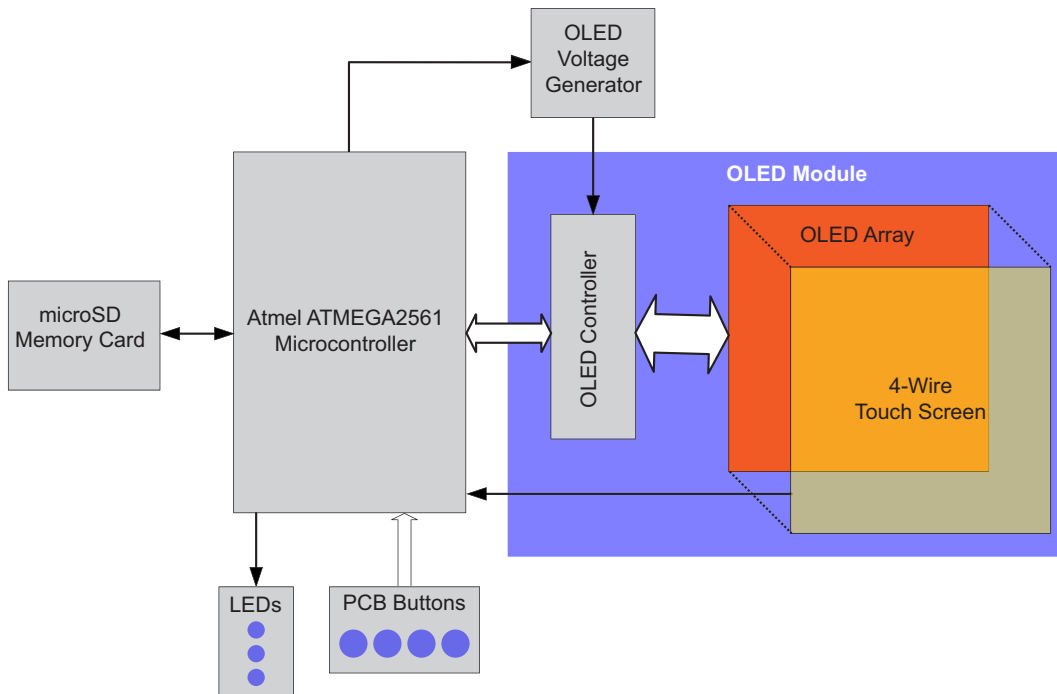 OLED
Voltage
Generator
OLED Module
OLED Array
OLED Controller
microSD
Memory Card
Atmel ATMEGA2561
Microcontroller
4-Wire
Touch Screen
LEDs
PCB Buttons